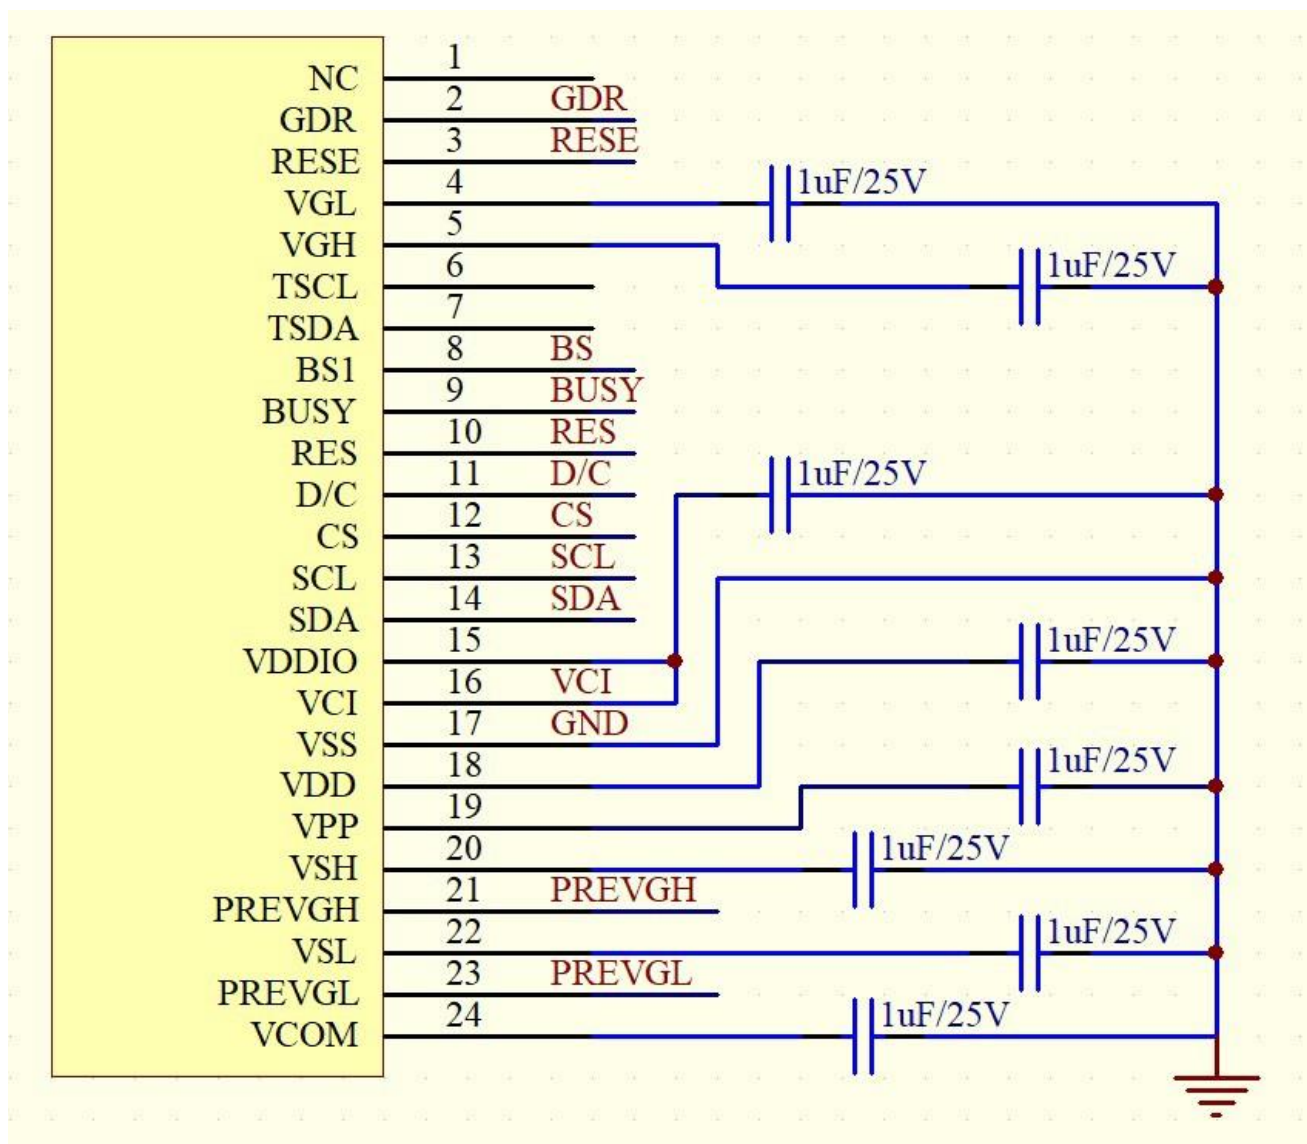 1
NC
2 GDR
GDR
3 RESE
RESE
4 1uF/25V
VGL
5
VGH 1uF/25V
6
TSCL
7
TSDA
8 BS
BS1
9 BUSY
BUSY
10 RES
RES
11 D/C 1uF/25V
D/C
12 CS
CS
13 SCL
SCL
14 SDA
SDA
15 1uF/25V
VDDIO
16 VCI
VCI
17 GND
VSS
18 1uF/25V
VDD
19
VPP
20 1uF/25V
VSH
21 PREVGH
PREVGH
22 1uF/25V
VSL
23 PREVGL
PREVGL
24 1uF/25V
VCOM